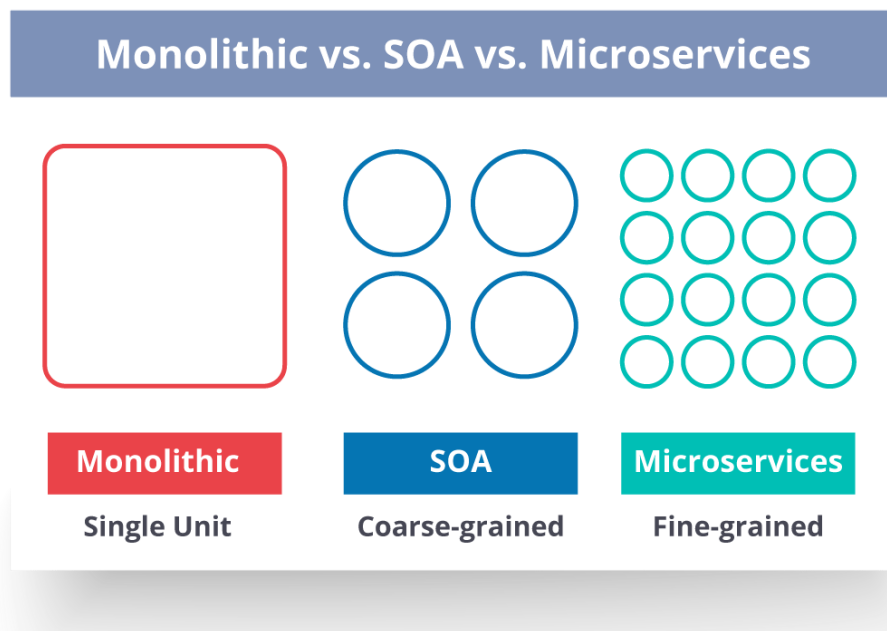 Monolithic vs. SOA vs. Microservices
Monolithic
SOA
Microservices
Single Unit
Coarse-grained
Fine-grained